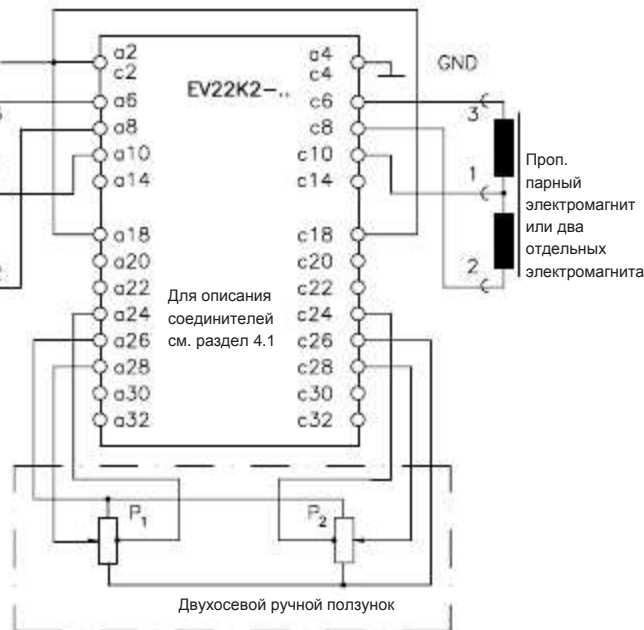 a2
c2
a6
a8
a10
a14
a18
a20
a22
a24
a26
a28
a30
a32
EV22K2-..
a4
c4
c6
c8
c10
c14
c18
c20
c22
c24
c26
c28
c30
c32
GND
3
1
2
Проп.
парный
электромагнит
или два
отдельных
электромагнита
Для описания
соединителей
см. раздел 4.1
P1
P2
Двухосевой ручной ползунок